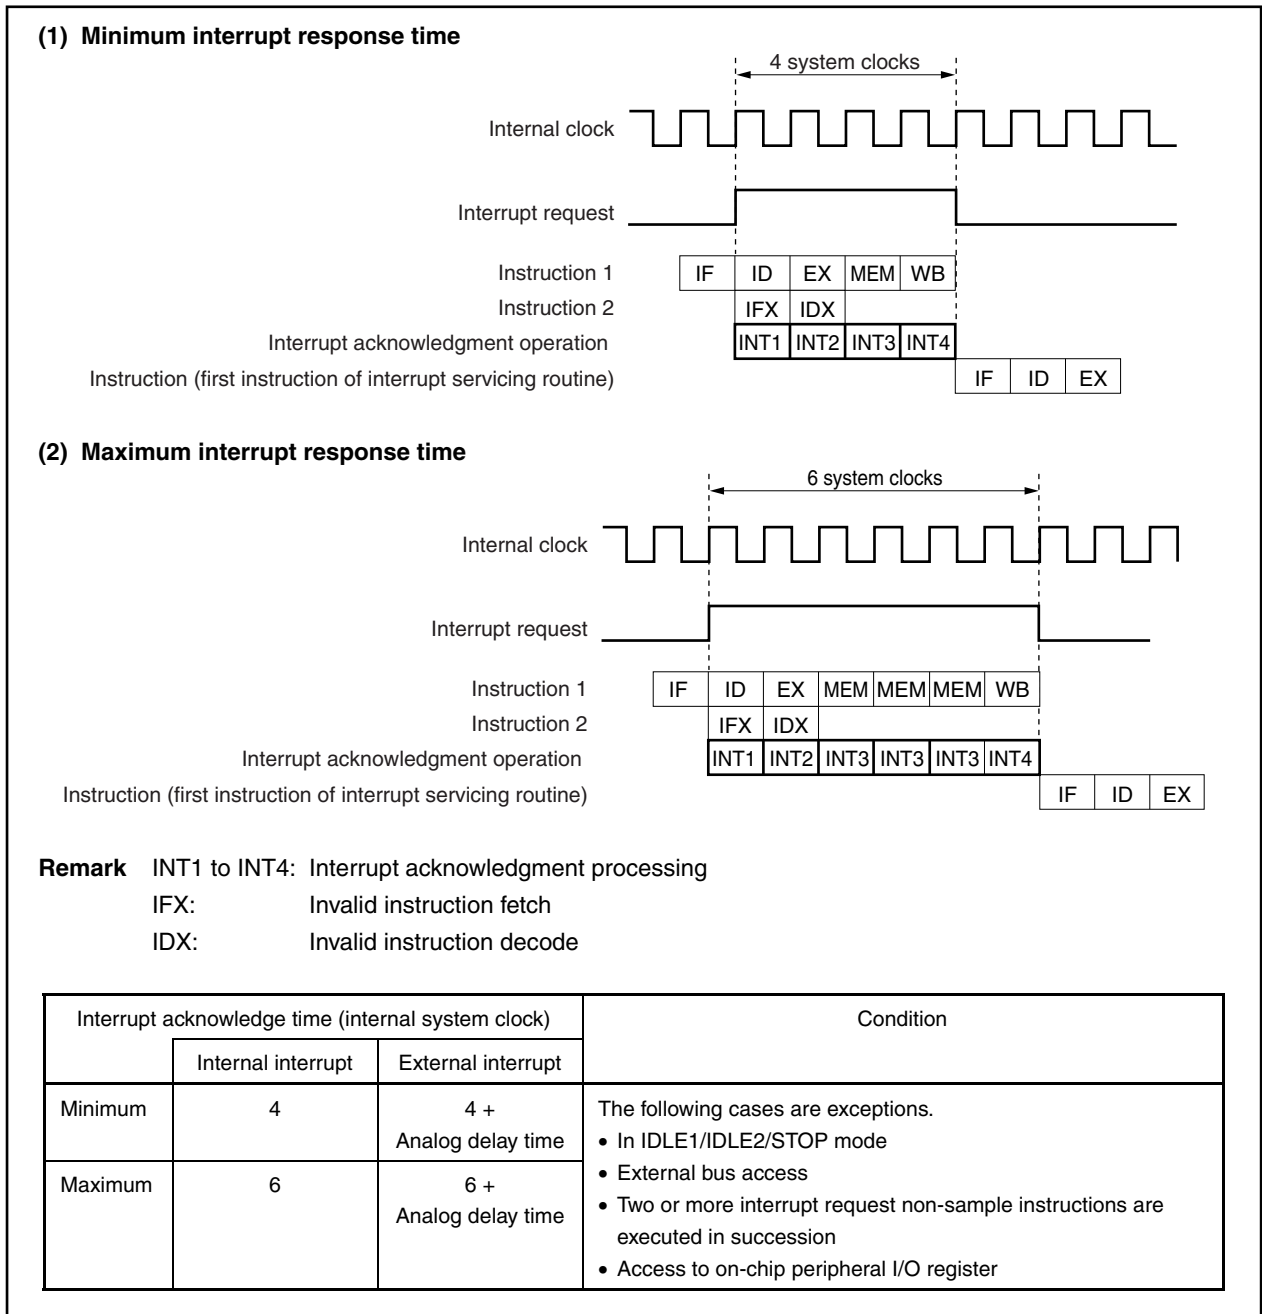 (1) Minimum interrupt response time
4 system clocks
Internal clock
Interrupt request
Instruction 1 IF ID EX MEM WB
Instruction 2 IFX IDX
Interrupt acknowledgment operation INT1 INT2 INT3 INT4
Instruction (first instruction of interrupt servicing routine) IF ID EX
(2) Maximum interrupt response time
6 system clocks
Internal clock
Interrupt request
Instruction 1 IF ID EX MEM MEM MEM WB
Instruction 2 IFX IDX
Interrupt acknowledgment operation INT1 INT2 INT3 INT3 INT3 INT4
Instruction (first instruction of interrupt servicing routine) IF ID EX
Remark INT1 to INT4: Interrupt acknowledgment processing
IFX: Invalid instruction fetch
IDX: Invalid instruction decode
Interrupt acknowledge time (internal system clock) Condition
Internal interrupt External interrupt
Minimum 4 4 + The following cases are exceptions.
Analog delay time • In IDLE1/IDLE2/STOP mode
• External bus access
Maximum 6 6 + • Two or more interrupt request non-sample instructions are
Analog delay time executed in succession
• Access to on-chip peripheral I/O register